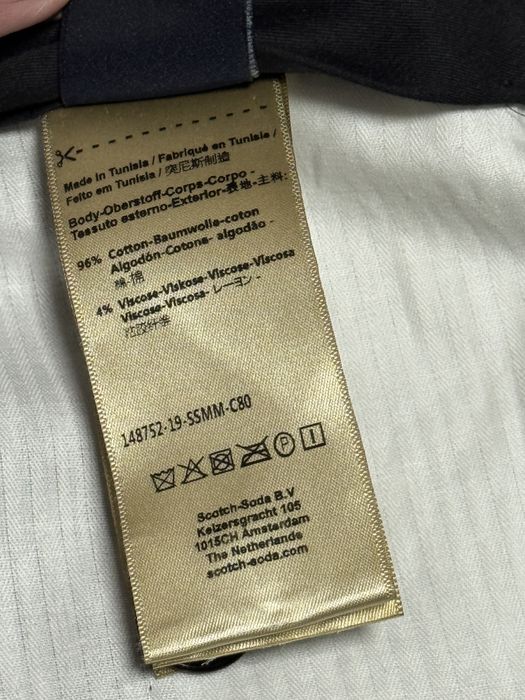 Made in Tunisia / Fabriqué en Tunisia /
Feito em Tunisia / 突尼斯制造
Body-Oberstoff-Corps-Corpo -
Tessuto esterno-Exterior-表地-主料:
96% Cotton-Baumwolle-coton
Algodón-Cotone- algodão -
綿-棉
4% Viscose-Viskose-Viscose-Viscosa
Viscose-Viscosa- レーヨン -
粘胶纤维
148752-19-SSMM-C80
P
Scotch-Soda B.V
Keizersgracht 105
1015CH Amsterdam
The Netherlands
scotch-soda.com